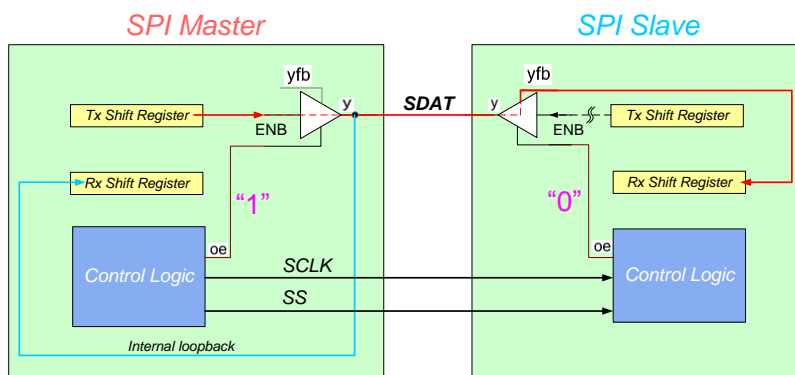 SPI Master
SPI Slave
yfb
yfb
y
SDAT
y
Tx Shift Register
ENB
ENB
Tx Shift Register
Rx Shift Register
Rx Shift Register
“1”
“0”
oe
oe
Control Logic
SCLK
Control Logic
SS
Internal loopback